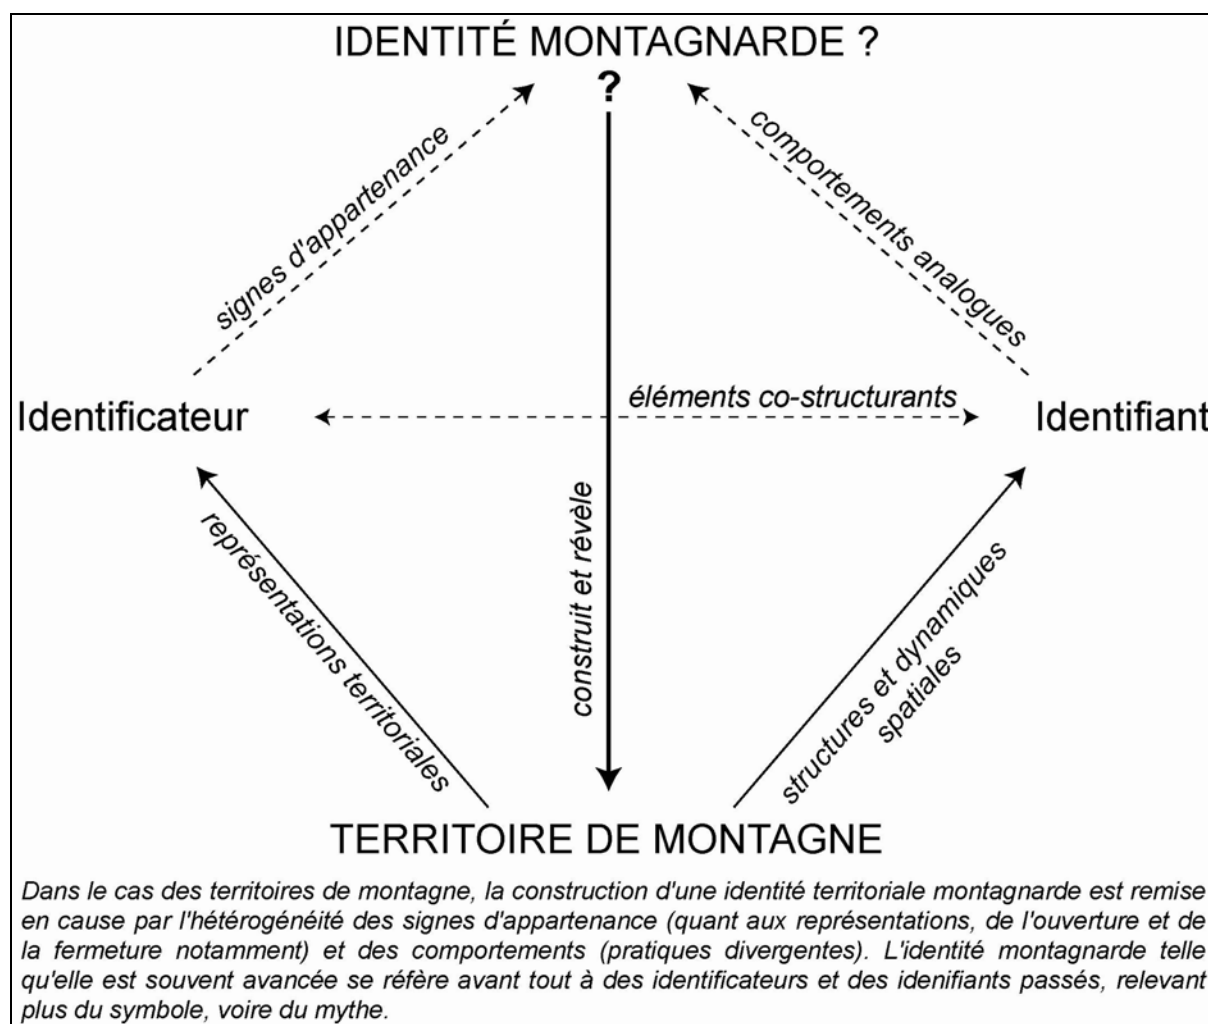 IDENTITÉ MONTAGNARDE ?
?
signes d'appartenance
comportements analogues
éléments co-structurants
Identificateur
Identifiant
construit et révèle
représentations territoriales
structures et dynamiques
spatiales
TERRITOIRE DE MONTAGNE
Dans le cas des territoires de montagne, la construction d'une identité territoriale montagnarde est remise
en cause par l'hétérogénéité des signes d'appartenance (quant aux représentations, de l'ouverture et de
la fermeture notamment) et des comportements (pratiques divergentes). L'identité montagnarde telle
qu'elle est souvent avancée se réfère avant tout à des identificateurs et des idenifiants passés, relevant
plus du symbole, voire du mythe.